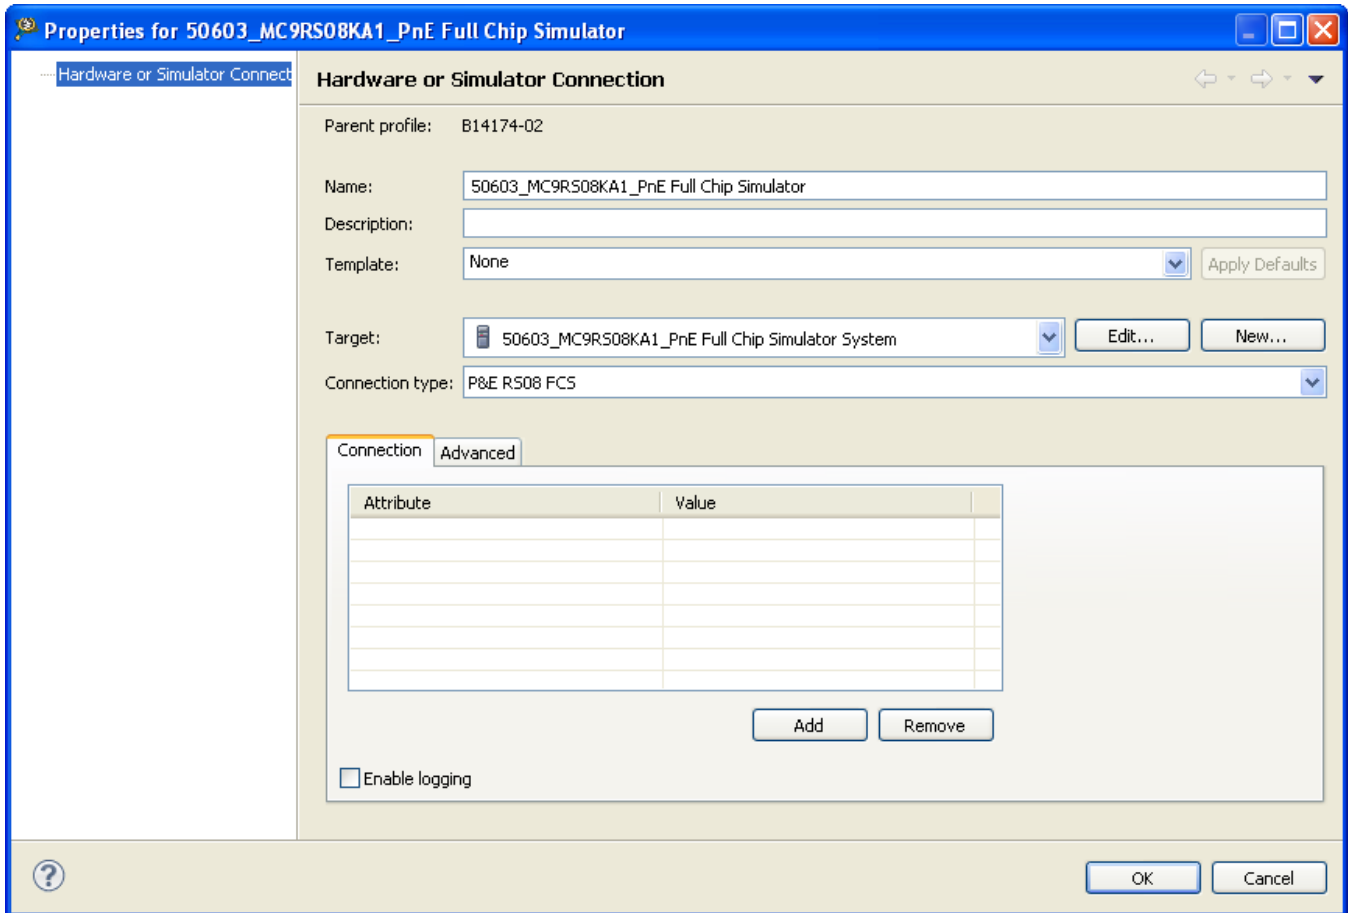 Properties for 50603_MC9RS08KA1_PnE Full Chip Simulator
Hardware or Simulator Connect
Hardware or Simulator Connection
Parent profile: B14174-02
Name: 50603_MC9RS08KA1_PnE Full Chip Simulator
Description:
Template: None Apply Defaults
Target: 50603_MC9RS08KA1_PnE Full Chip Simulator System Edit... New...
Connection type: P&E RS08 FCS
Connection Advanced
Attribute Value
Add Remove
Enable logging
? OK Cancel